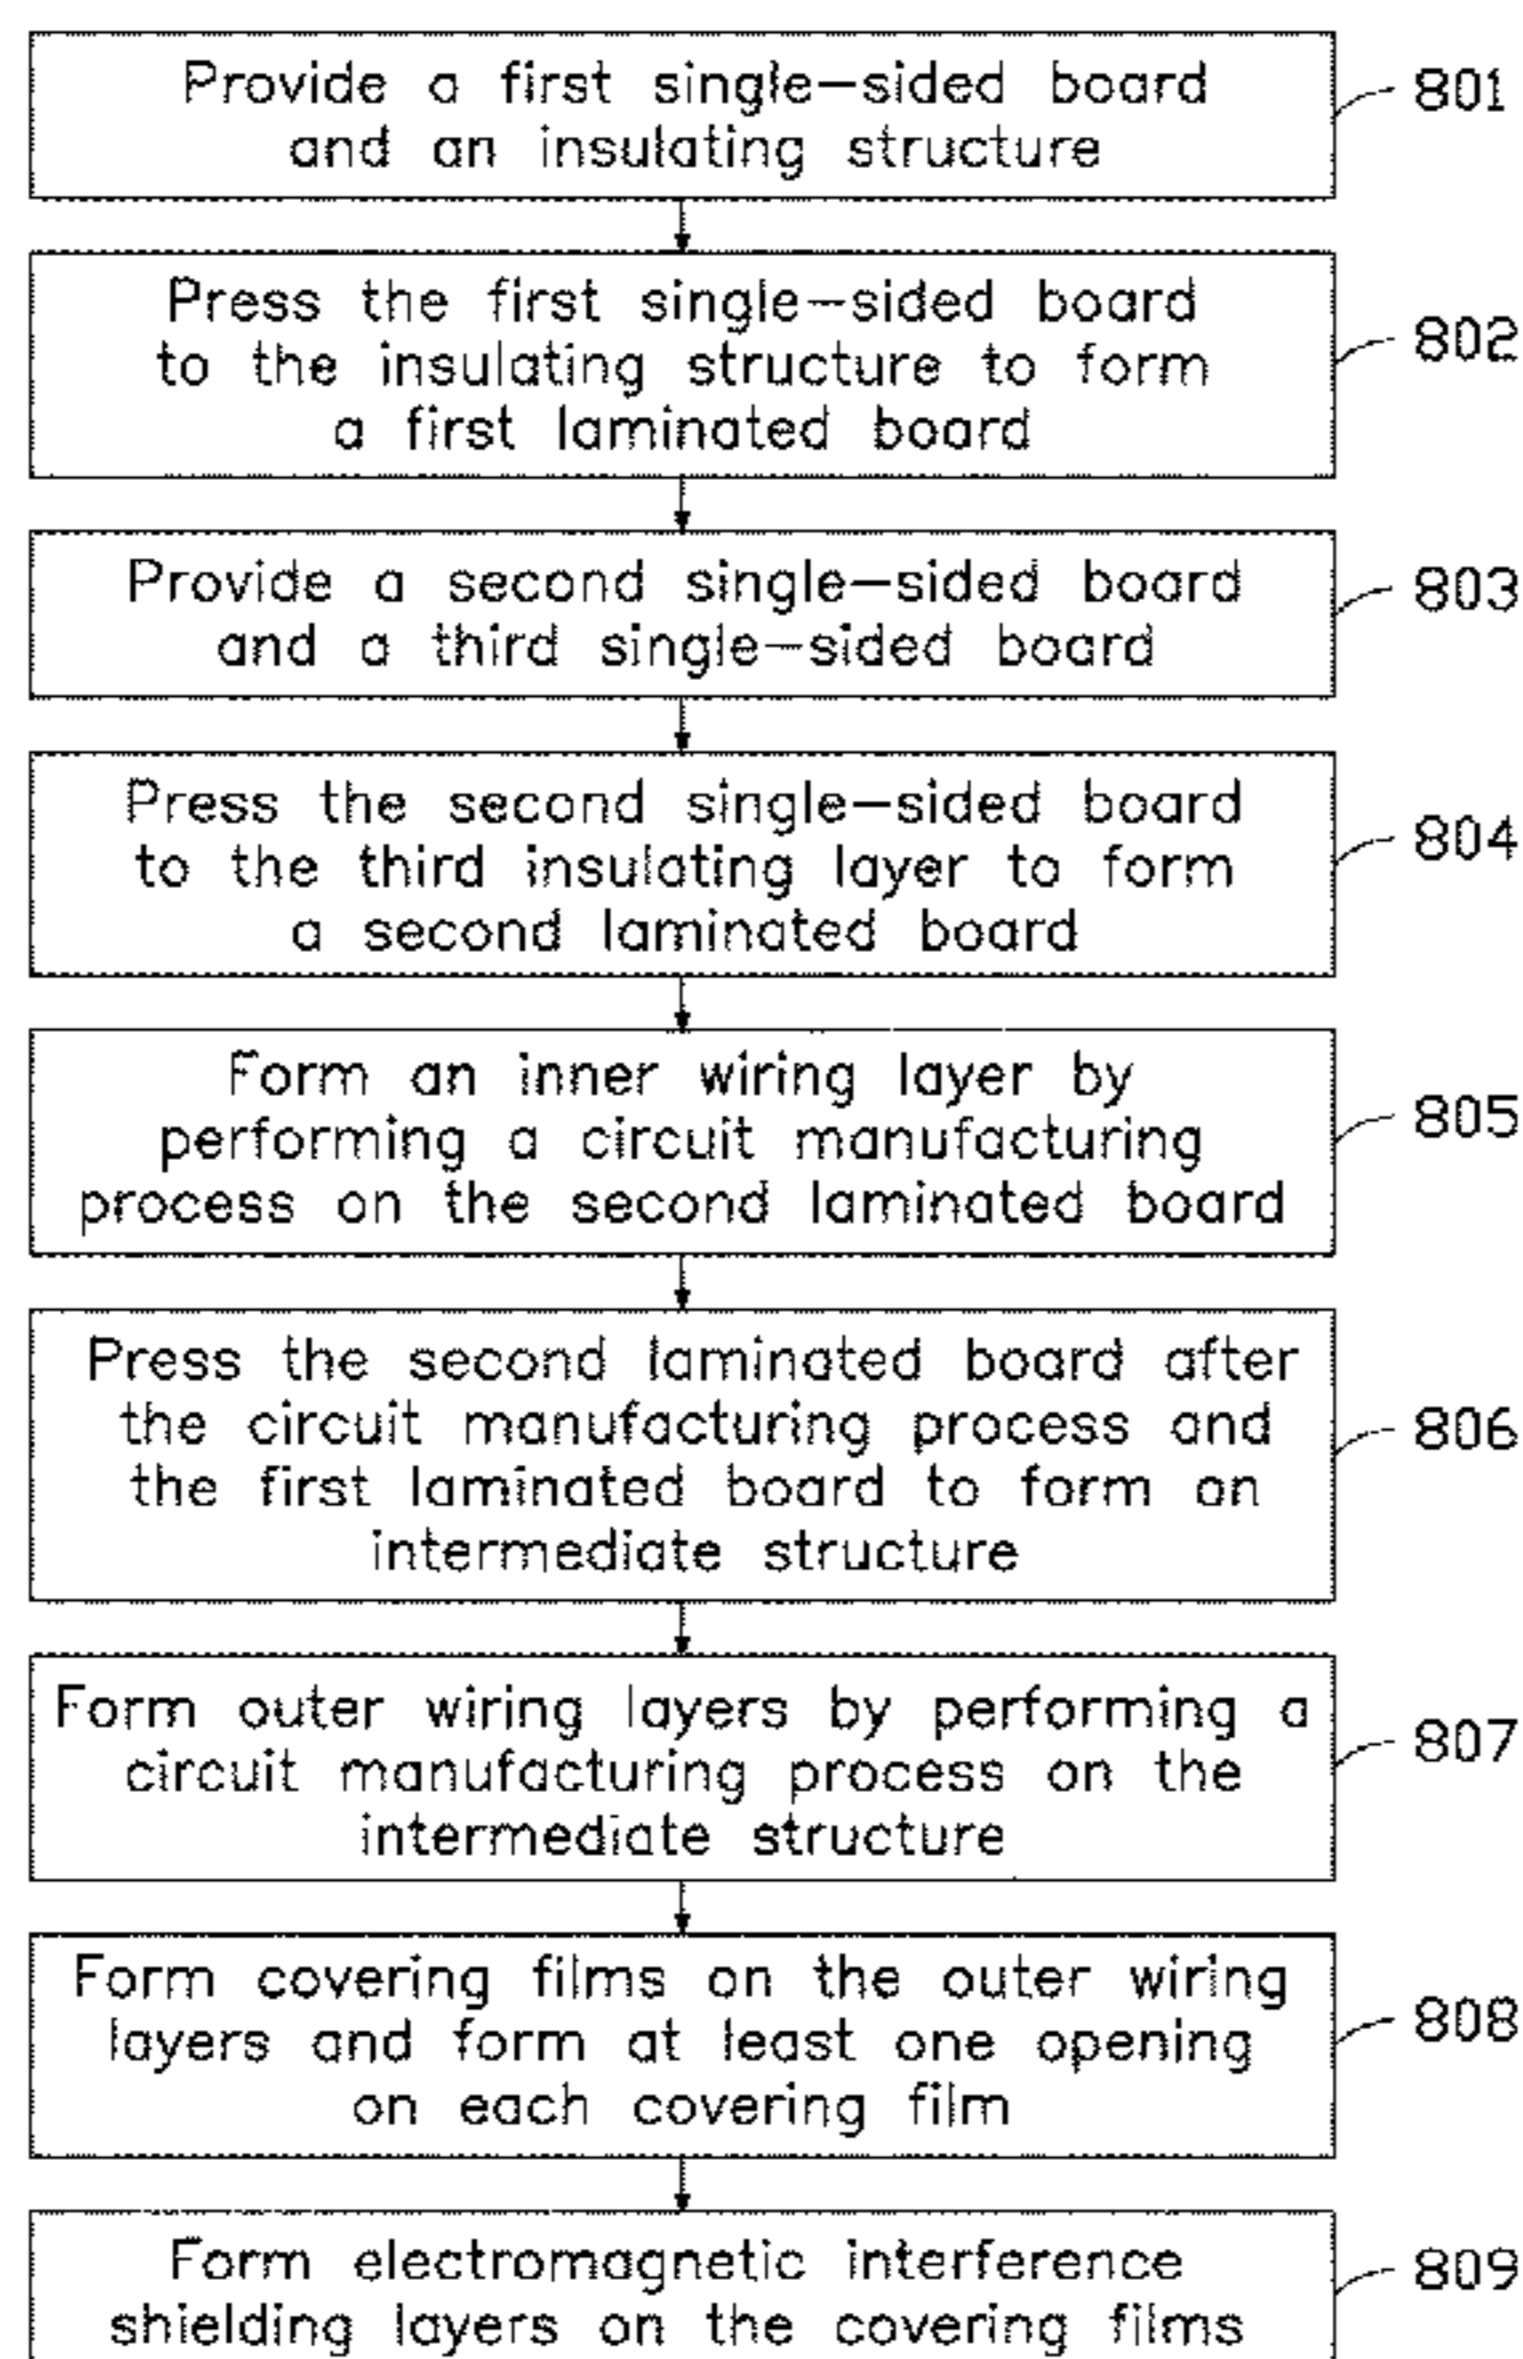 Provide a first single-sided board
and an insulating structure
801
Press the first single-sided board
to the insulating structure to form
a first laminated board
802
Provide a second single-sided board
and a third single-sided board
803
Press the second single-sided board
to the third insulating layer to form
a second laminated board
804
Form an inner wiring layer by
performing a circuit manufacturing
process on the second laminated board
805
Press the second laminated board after
the circuit manufacturing process and
the first laminated board to form an
intermediate structure
806
Form outer wiring layers by performing a
circuit manufacturing process on the
intermediate structure
807
Form covering films on the outer wiring
layers and form at least one opening
on each covering film
808
Form electromagnetic interference
shielding layers on the covering films
809